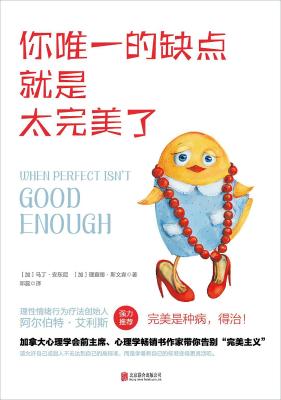 你唯一的缺点
就是
太完美了
WHEN PERFECT ISN'T
GOOD
ENOUGH
[加] 马丁·安东尼 [加] 理查德·斯文森 著
理性情绪行为疗法创始人
阿尔伯特·艾利斯
强力
推荐
完美是种病，得治！
加拿大心理学会前主席、心理学畅销书作家带你告别“完美主义”
北京联合出版公司